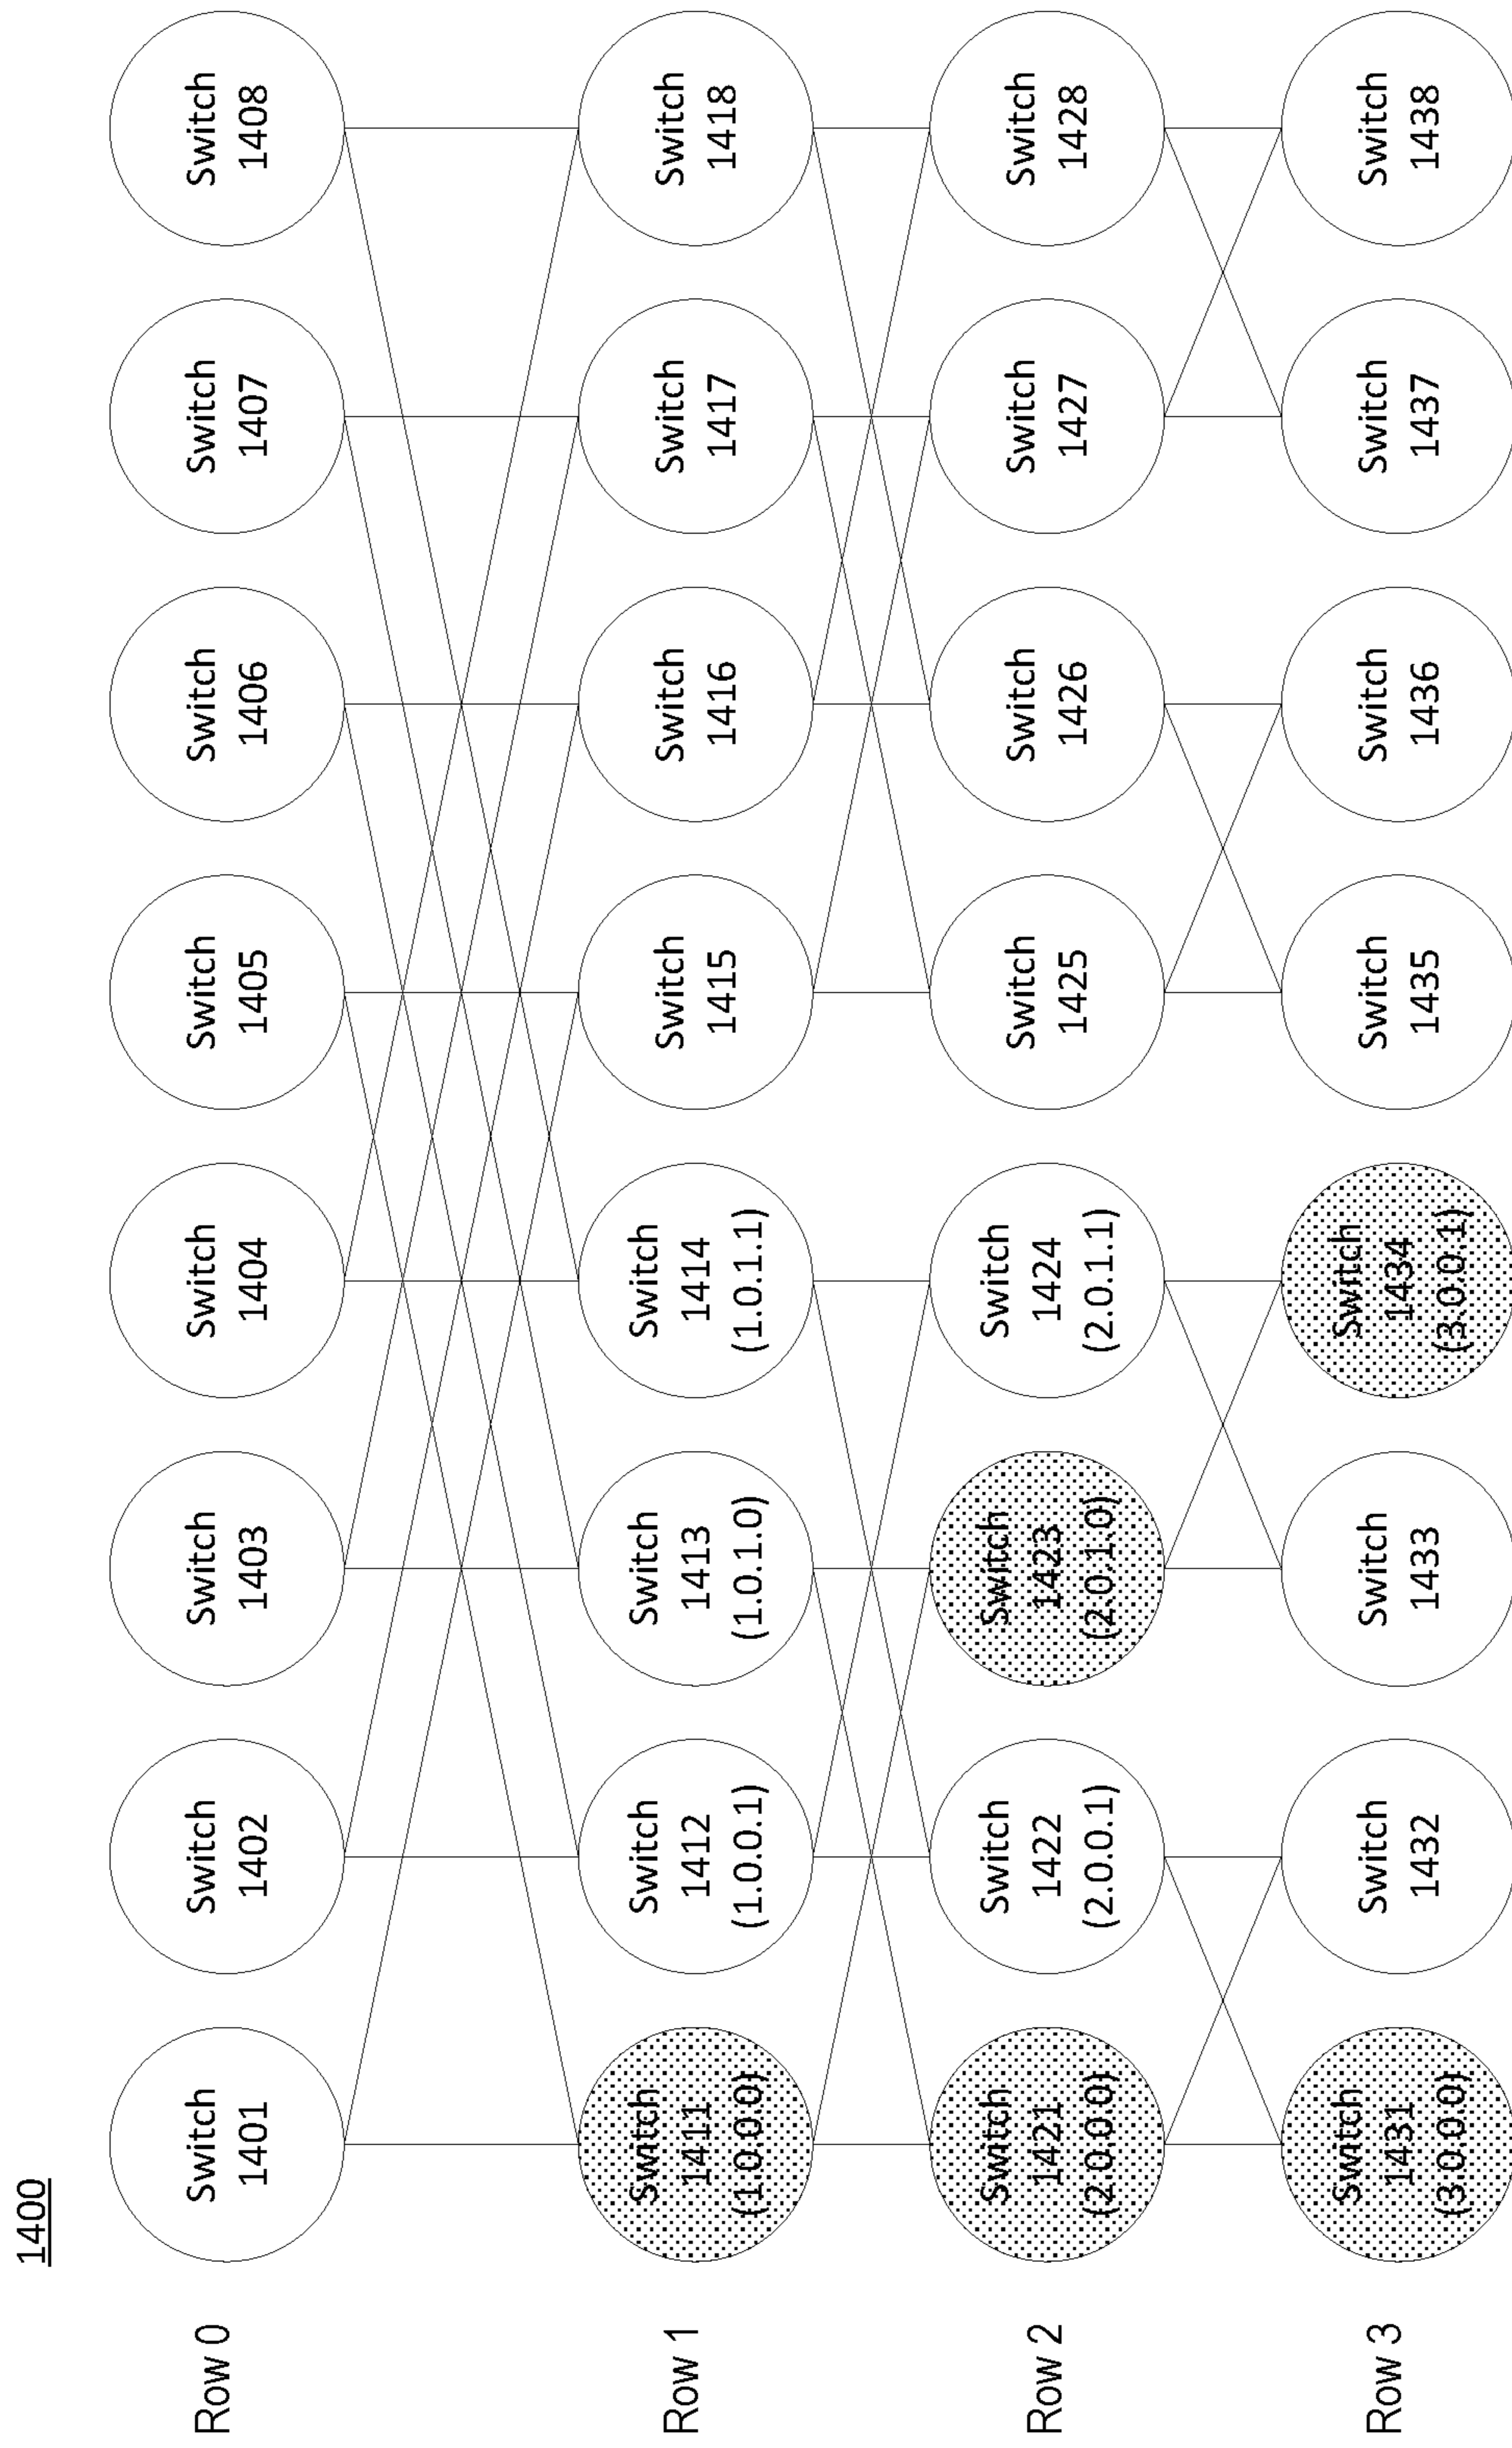 1400
Row 0
Switch
1401
Switch
1402
Switch
1403
Switch
1404
Switch
1405
Switch
1406
Switch
1407
Switch
1408
Row 1
Switch
1411
(1.0.0.0)
Switch
1412
(1.0.0.1)
Switch
1413
(1.0.1.0)
Switch
1414
(1.0.1.1)
Switch
1415
Switch
1416
Switch
1417
Switch
1418
Row 2
Switch
1421
(2.0.0.0)
Switch
1422
(2.0.0.1)
Switch
1423
(2.0.1.0)
Switch
1424
(2.0.1.1)
Switch
1425
Switch
1426
Switch
1427
Switch
1428
Row 3
Switch
1431
(3.0.0.0)
Switch
1432
Switch
1433
Switch
1434
(3.0.0.1)
Switch
1435
Switch
1436
Switch
1437
Switch
1438